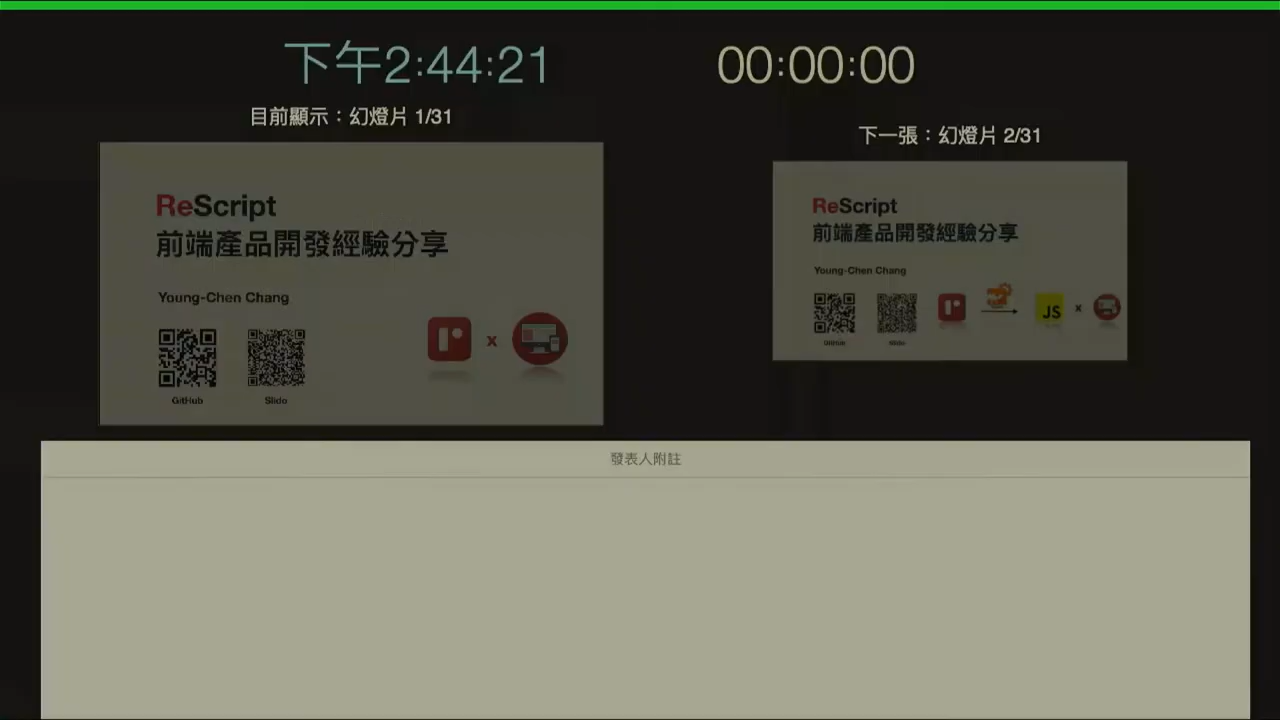 下午2:44:21
00:00:00
目前顯示：幻燈片 1/31
下一張：幻燈片 2/31
ReScript
前端產品開發經驗分享
Young-Chen Chang
x
GitHub
Slido
ReScript
前端產品開發經驗分享
Young-Chen Chang
JS
x
GitHub
Slido
發表人附註